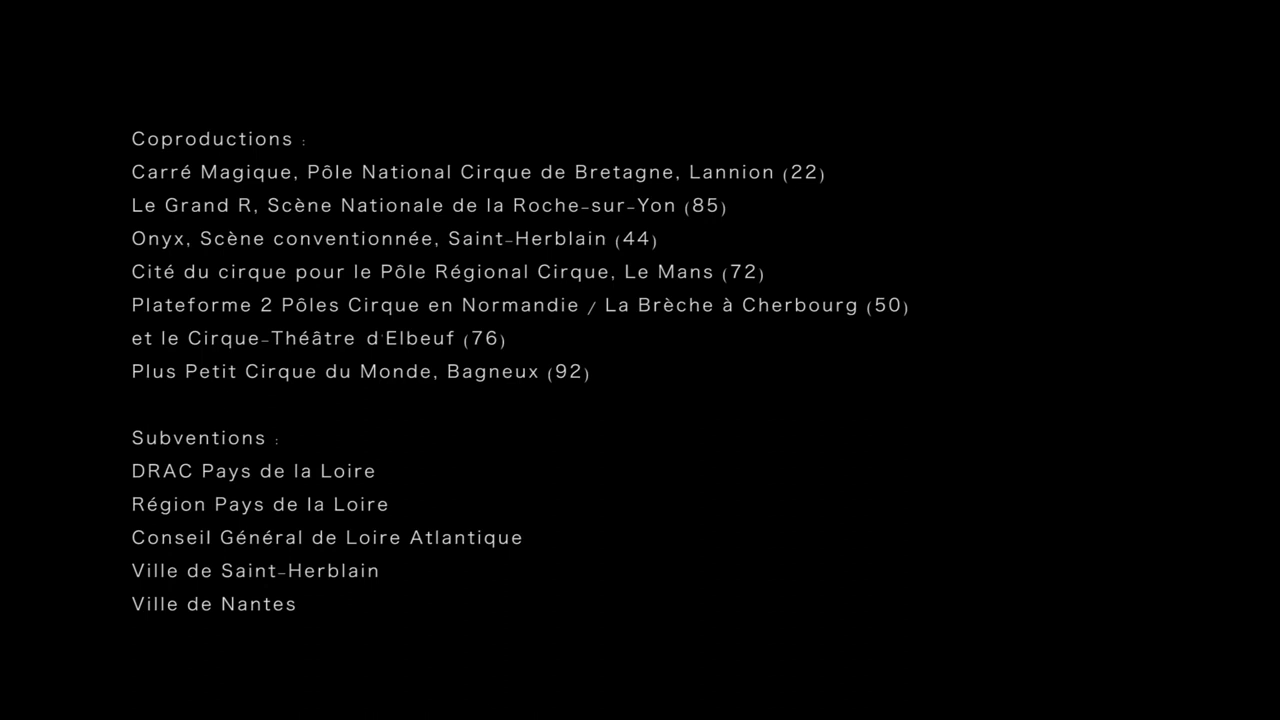 Coproductions :
Carré Magique, Pôle National Cirque de Bretagne, Lannion (22)
Le Grand R, Scène Nationale de la Roche-sur-Yon (85)
Onyx, Scène conventionnée, Saint-Herblain (44)
Cité du cirque pour le Pôle Régional Cirque, Le Mans (72)
Plateforme 2 Pôles Cirque en Normandie / La Brèche à Cherbourg (50)
et le Cirque-Théâtre d'Elbeuf (76)
Plus Petit Cirque du Monde, Bagneux (92)
Subventions :
DRAC Pays de la Loire
Région Pays de la Loire
Conseil Général de Loire Atlantique
Ville de Saint-Herblain
Ville de Nantes